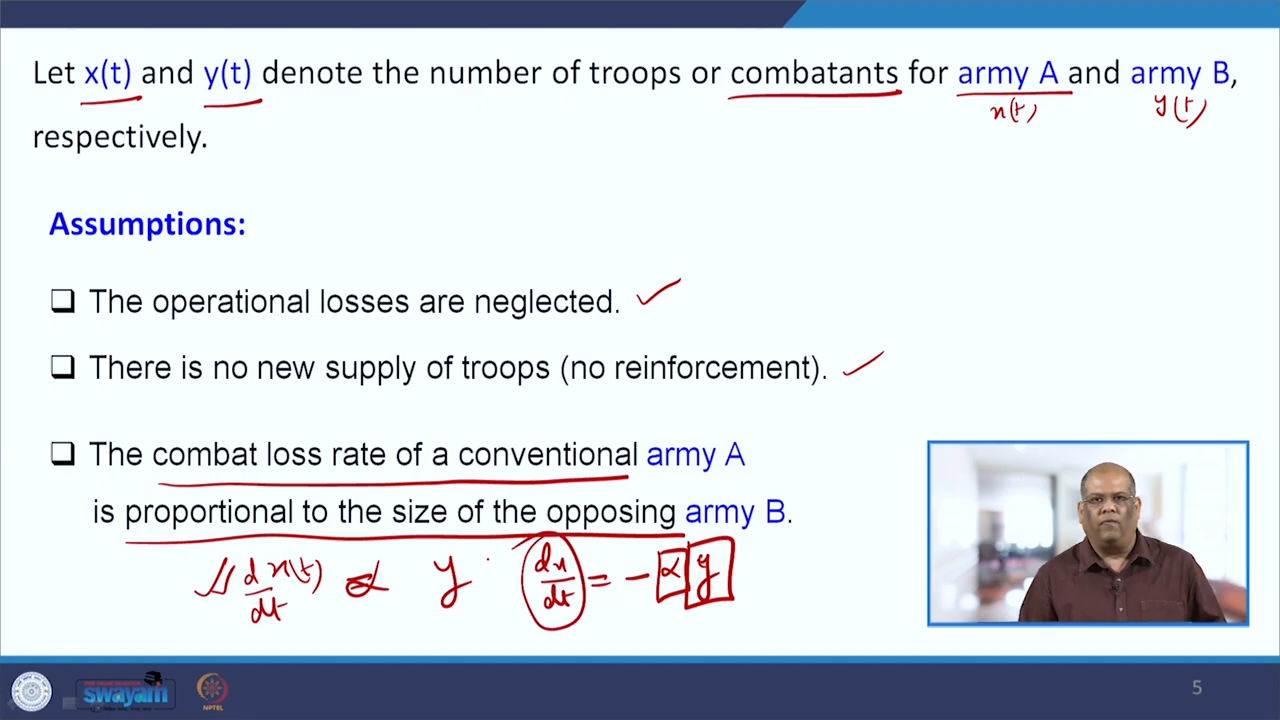 Let x(t) and y(t) denote the number of troops or combatants for army A and army B,
x(t) y(t)
respectively.
Assumptions:
❑ The operational losses are neglected.
❑ There is no new supply of troops (no reinforcement).
❑ The combat loss rate of a conventional army A
is proportional to the size of the opposing army B.
d x(t)/dt ∝ y dx/dt = - α y
swayam
NPTEL
5